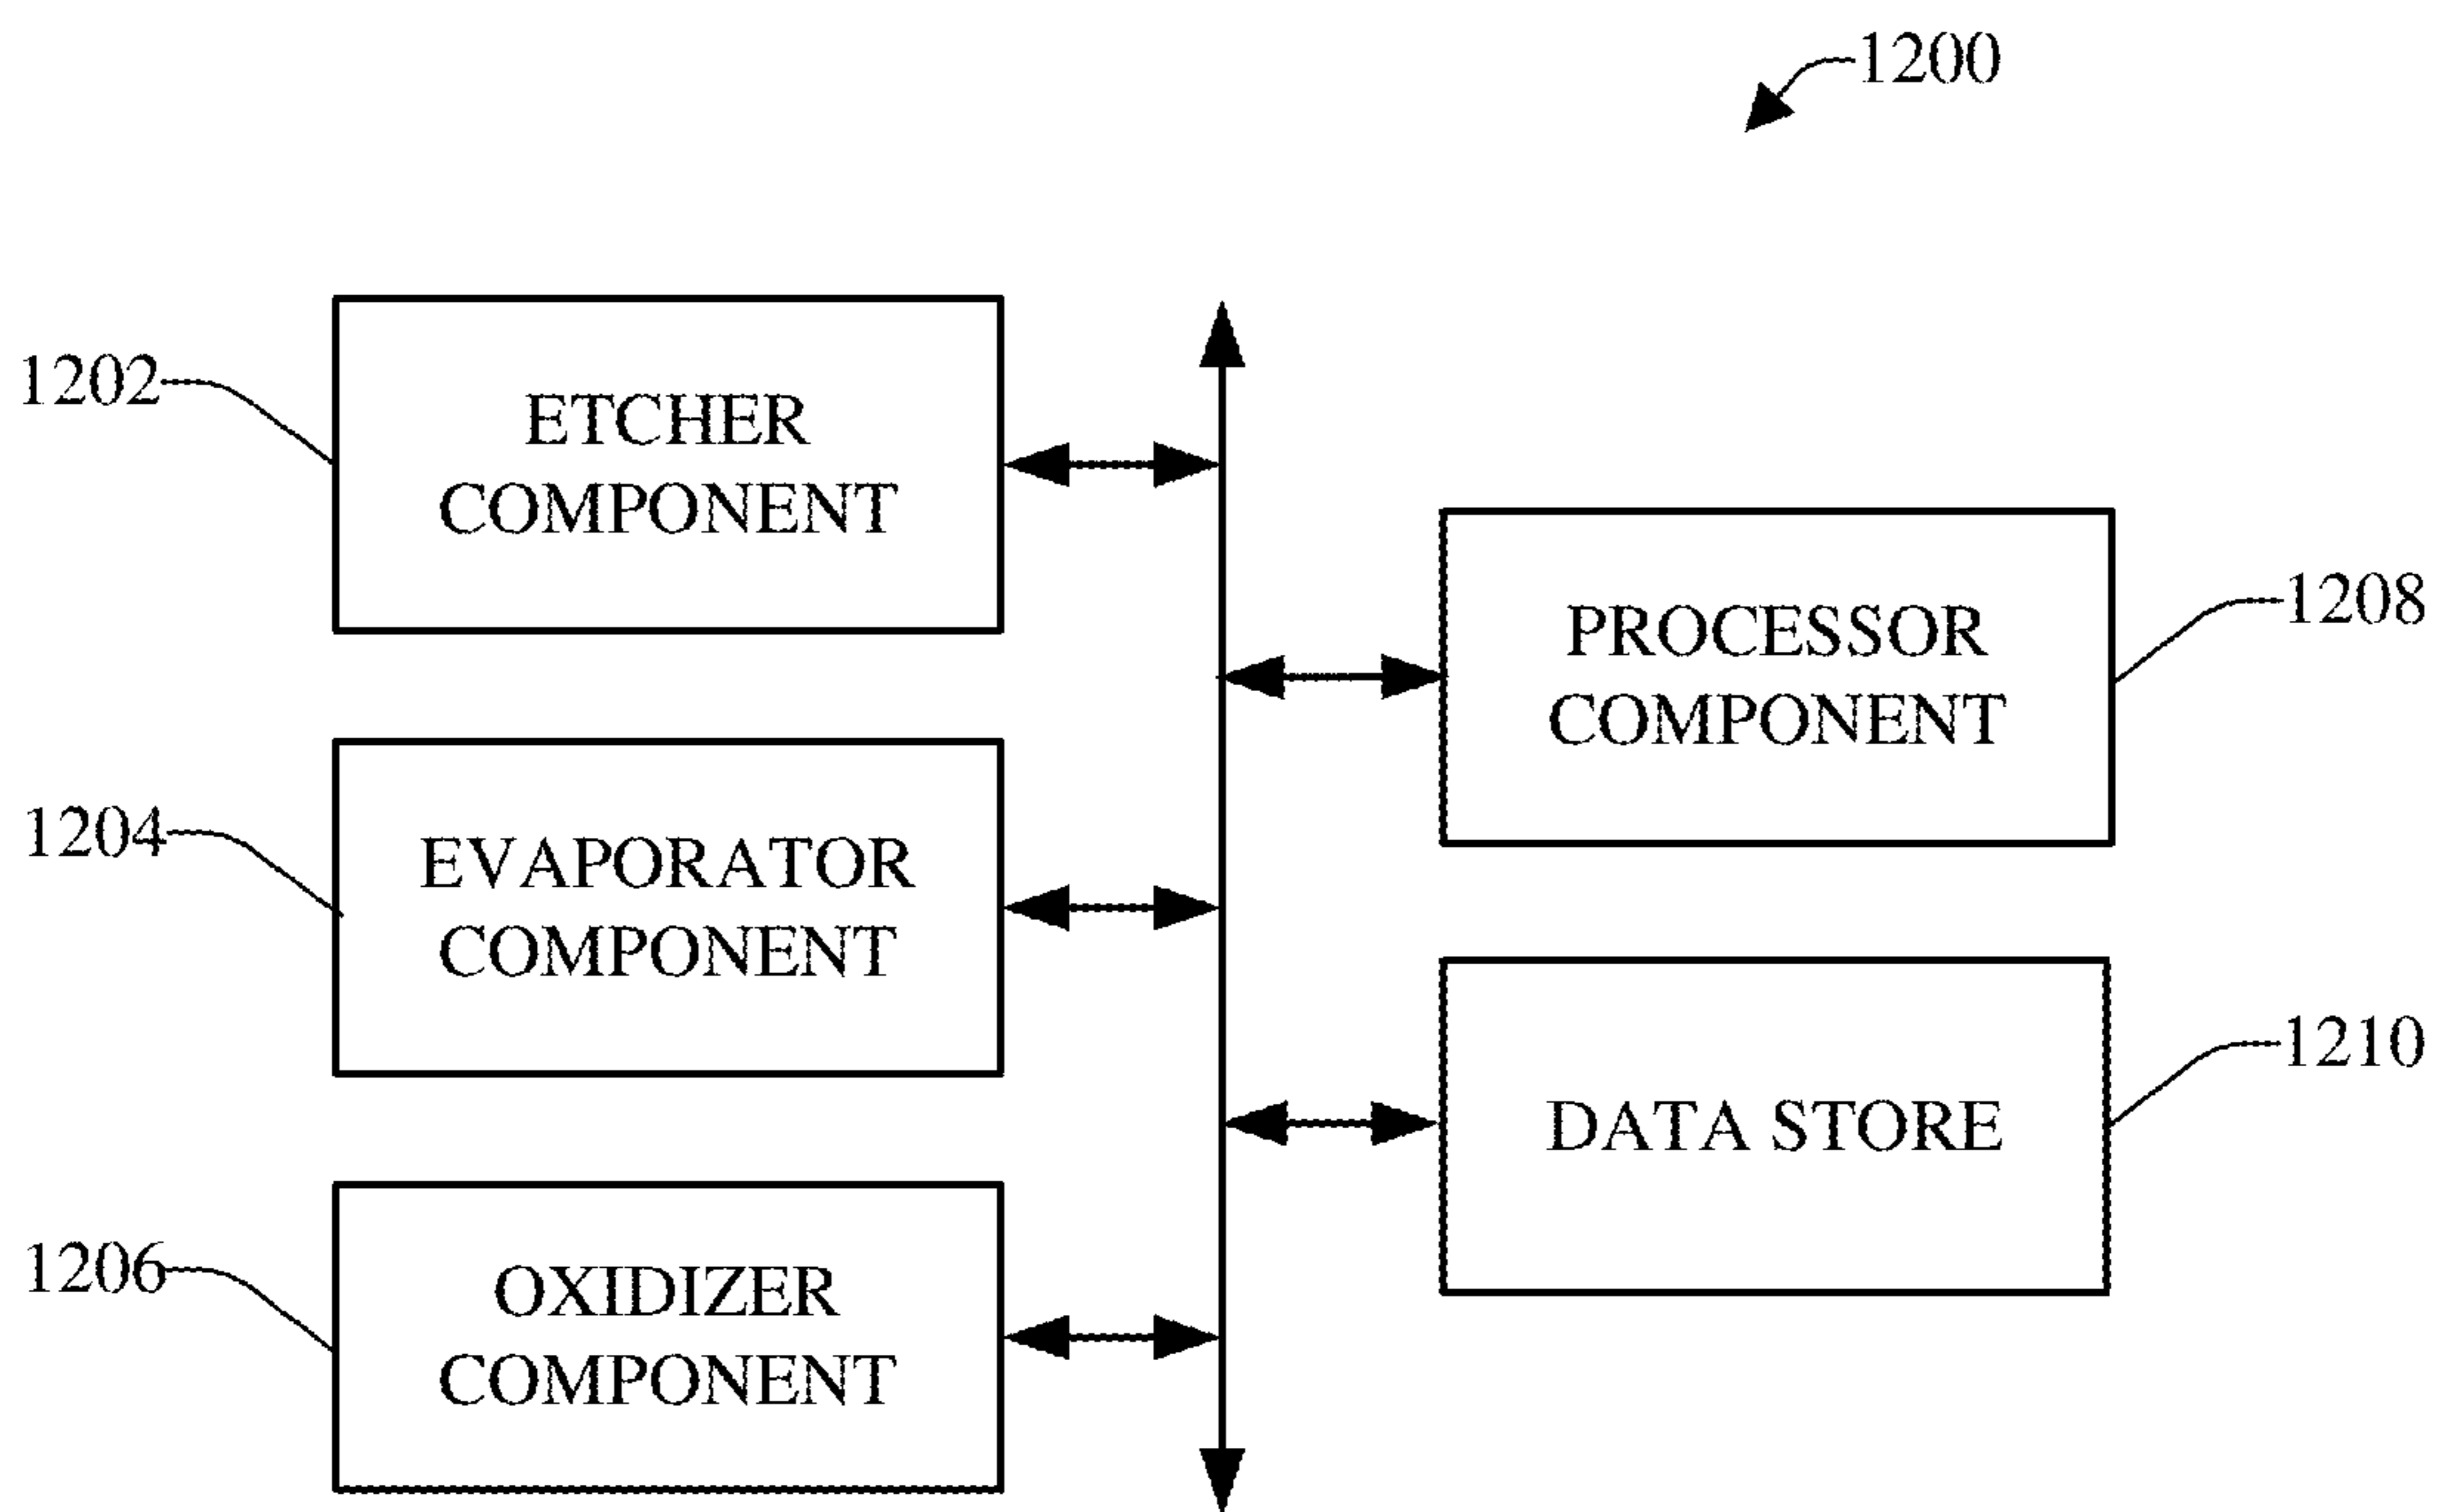 1200
1202
ETCHER
COMPONENT
1208
PROCESSOR
COMPONENT
1204
EVAPORATOR
COMPONENT
1210
DATA STORE
1206
OXIDIZER
COMPONENT